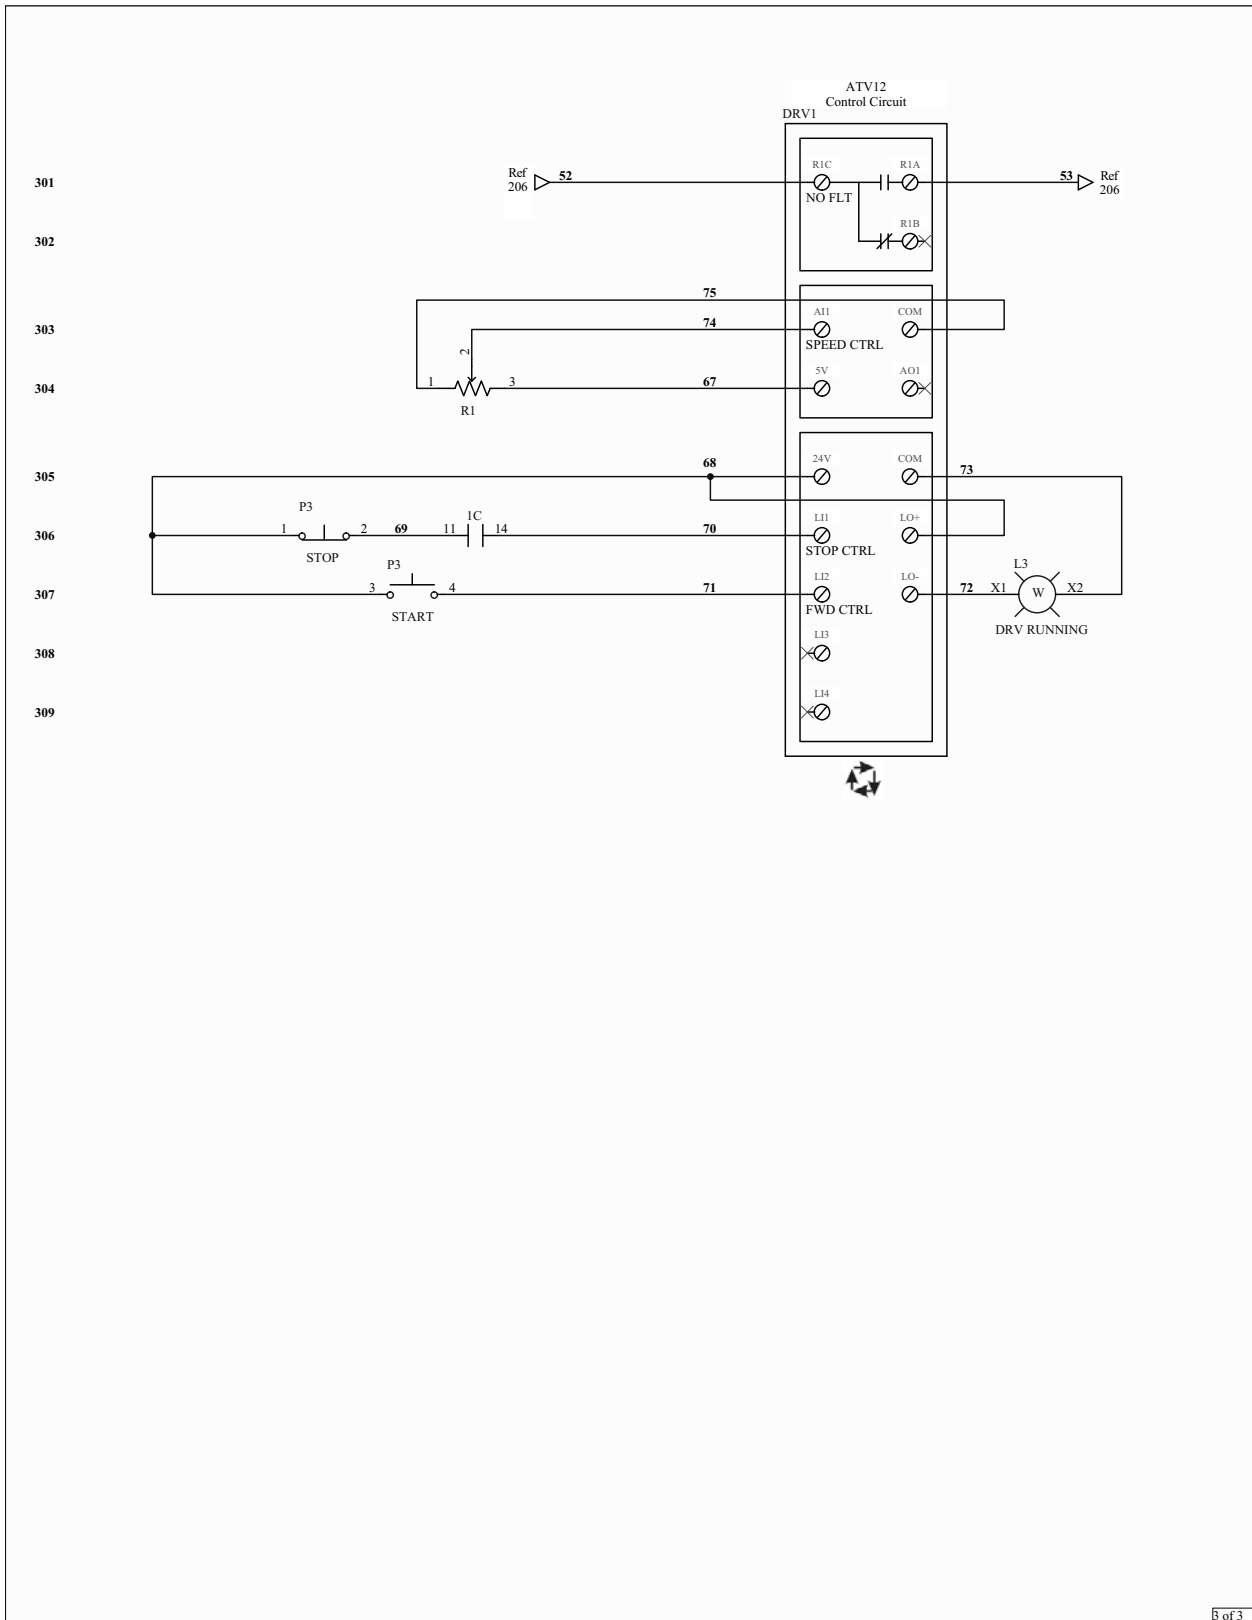 ATV12
Control Circuit
DRV1
301
Ref
206
52
R1C
NO FLT
R1A
53
Ref
206
302
R1B
75
303
74
AI1
SPEED CTRL
COM
2
304
1
3
R1
67
5V
AO1
305
68
24V
COM
73
306
P3
1
2
STOP
69
11
1C
14
70
LI1
STOP CTRL
LO+
307
P3
3
4
START
71
LI2
FWD CTRL
LO-
72
X1
L3
W
X2
DRV RUNNING
308
LI3
309
LI4
3 of 3